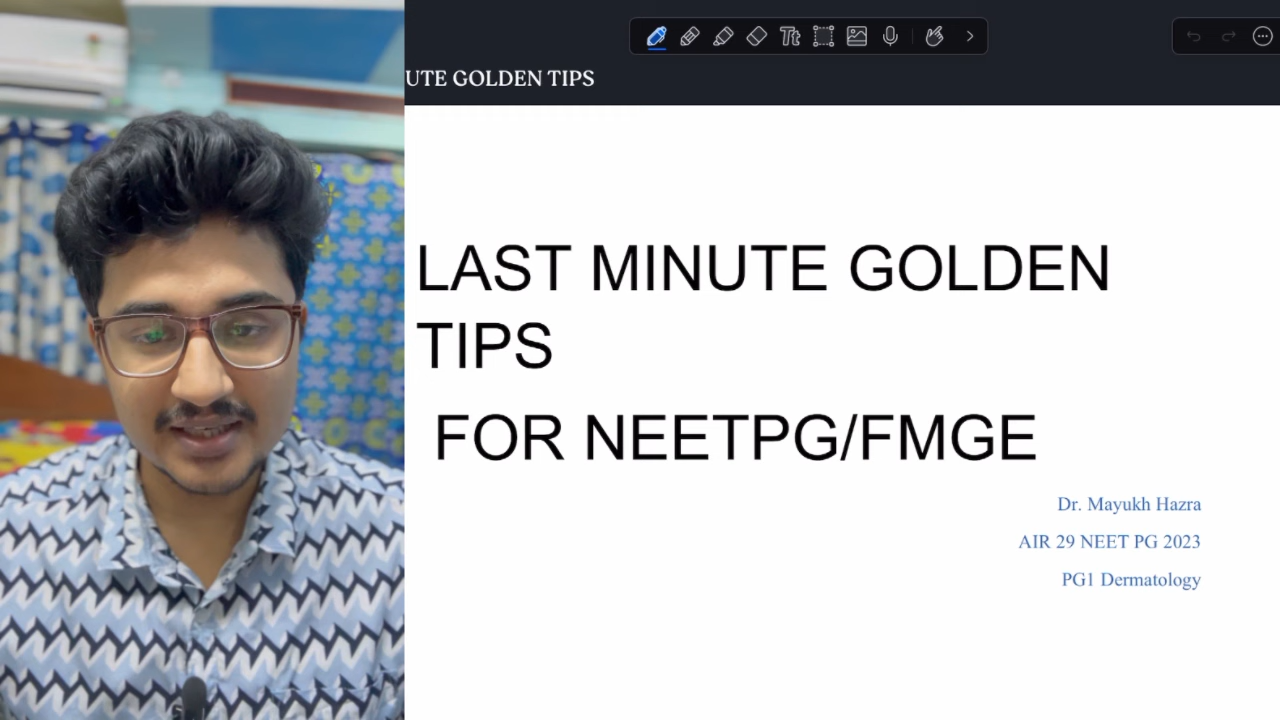 UTE GOLDEN TIPS
LAST MINUTE GOLDEN
TIPS
FOR NEETPG/FMGE
Dr. Mayukh Hazra
AIR 29 NEET PG 2023
PG1 Dermatology
Tt